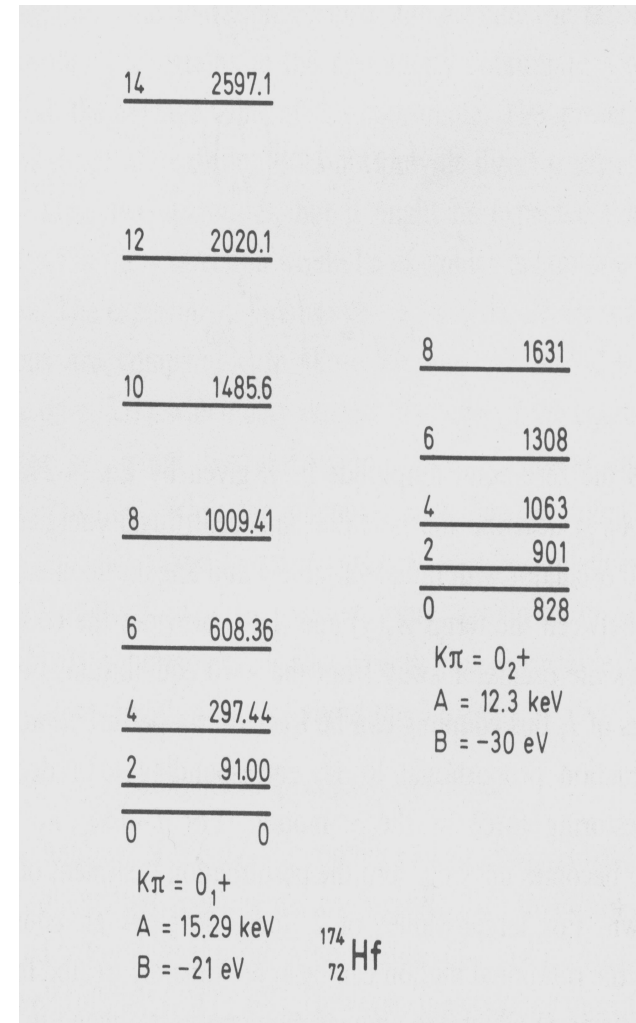 14 2597.1
12 2020.1
10 1485.6
8 1009.41
6 608.36
4 297.44
2 91.00
0 0
Kπ = 0₁+
A = 15.29 keV
B = −21 eV
8 1631
6 1308
4 1063
2 901
0 828
Kπ = 0₂+
A = 12.3 keV
B = −30 eV
¹⁷⁴₇₂Hf